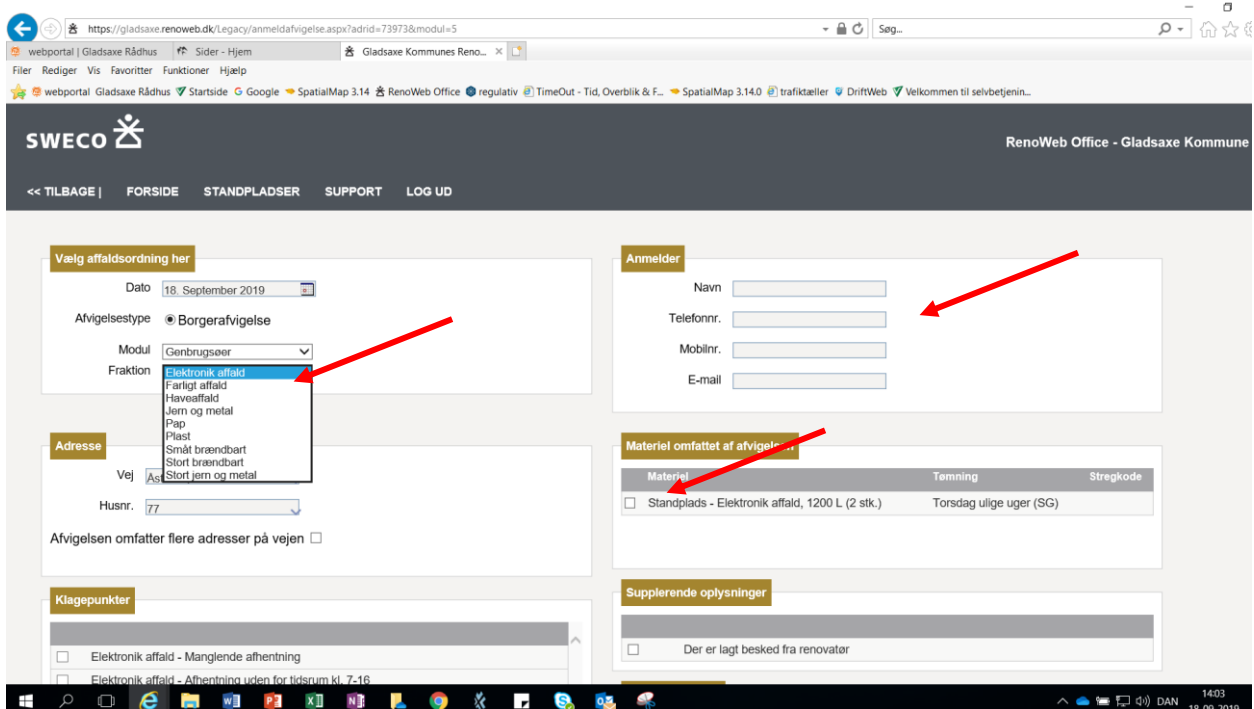 https://gladsaxe.renoweb.dk/Legacy/anmeldafvigelse.aspx?adrid=73973&modul=5
Søg...
webportal | Gladsaxe Rådhus
Sider - Hjem
Gladsaxe Kommunes Reno...
Filer Rediger Vis Favoritter Funktioner Hjælp
webportal Gladsaxe Rådhus Startside G Google SpatialMap 3.14 RenoWeb Office regulativ TimeOut - Tid, Overblik & F... SpatialMap 3.14.0 trafiktæller DriftWeb Velkommen til selvbetjenin...
SWECO
RenoWeb Office - Gladsaxe Kommune
<< TILBAGE | FORSIDE STANDPLADSER SUPPORT LOG UD
Vælg affaldsordning her
Dato 18. September 2019
Afvigelsestype Borgerafvigelse
Modul Genbrugsøer
Fraktion
Elektronik affald
Farligt affald
Haveaffald
Jern og metal
Pap
Plast
Småt brændbart
Stort brændbart
Stort jern og metal
Anmelder
Navn
Telefonnr.
Mobilnr.
E-mail
Adresse
Vej
Husnr. 77
Afvigelsen omfatter flere adresser på vejen
Materiel omfattet af
Materiel Tømning Stregkode
Standplads - Elektronik affald, 1200 L (2 stk.) Torsdag ulige uger (SG)
Klagepunkter
Elektronik affald - Manglende afhentning
Elektronik affald - Afhentning uden for tidsrum kl. 7-16
Supplerende oplysninger
Der er lagt besked fra renovatør
DAN
14:03
18-09-2019